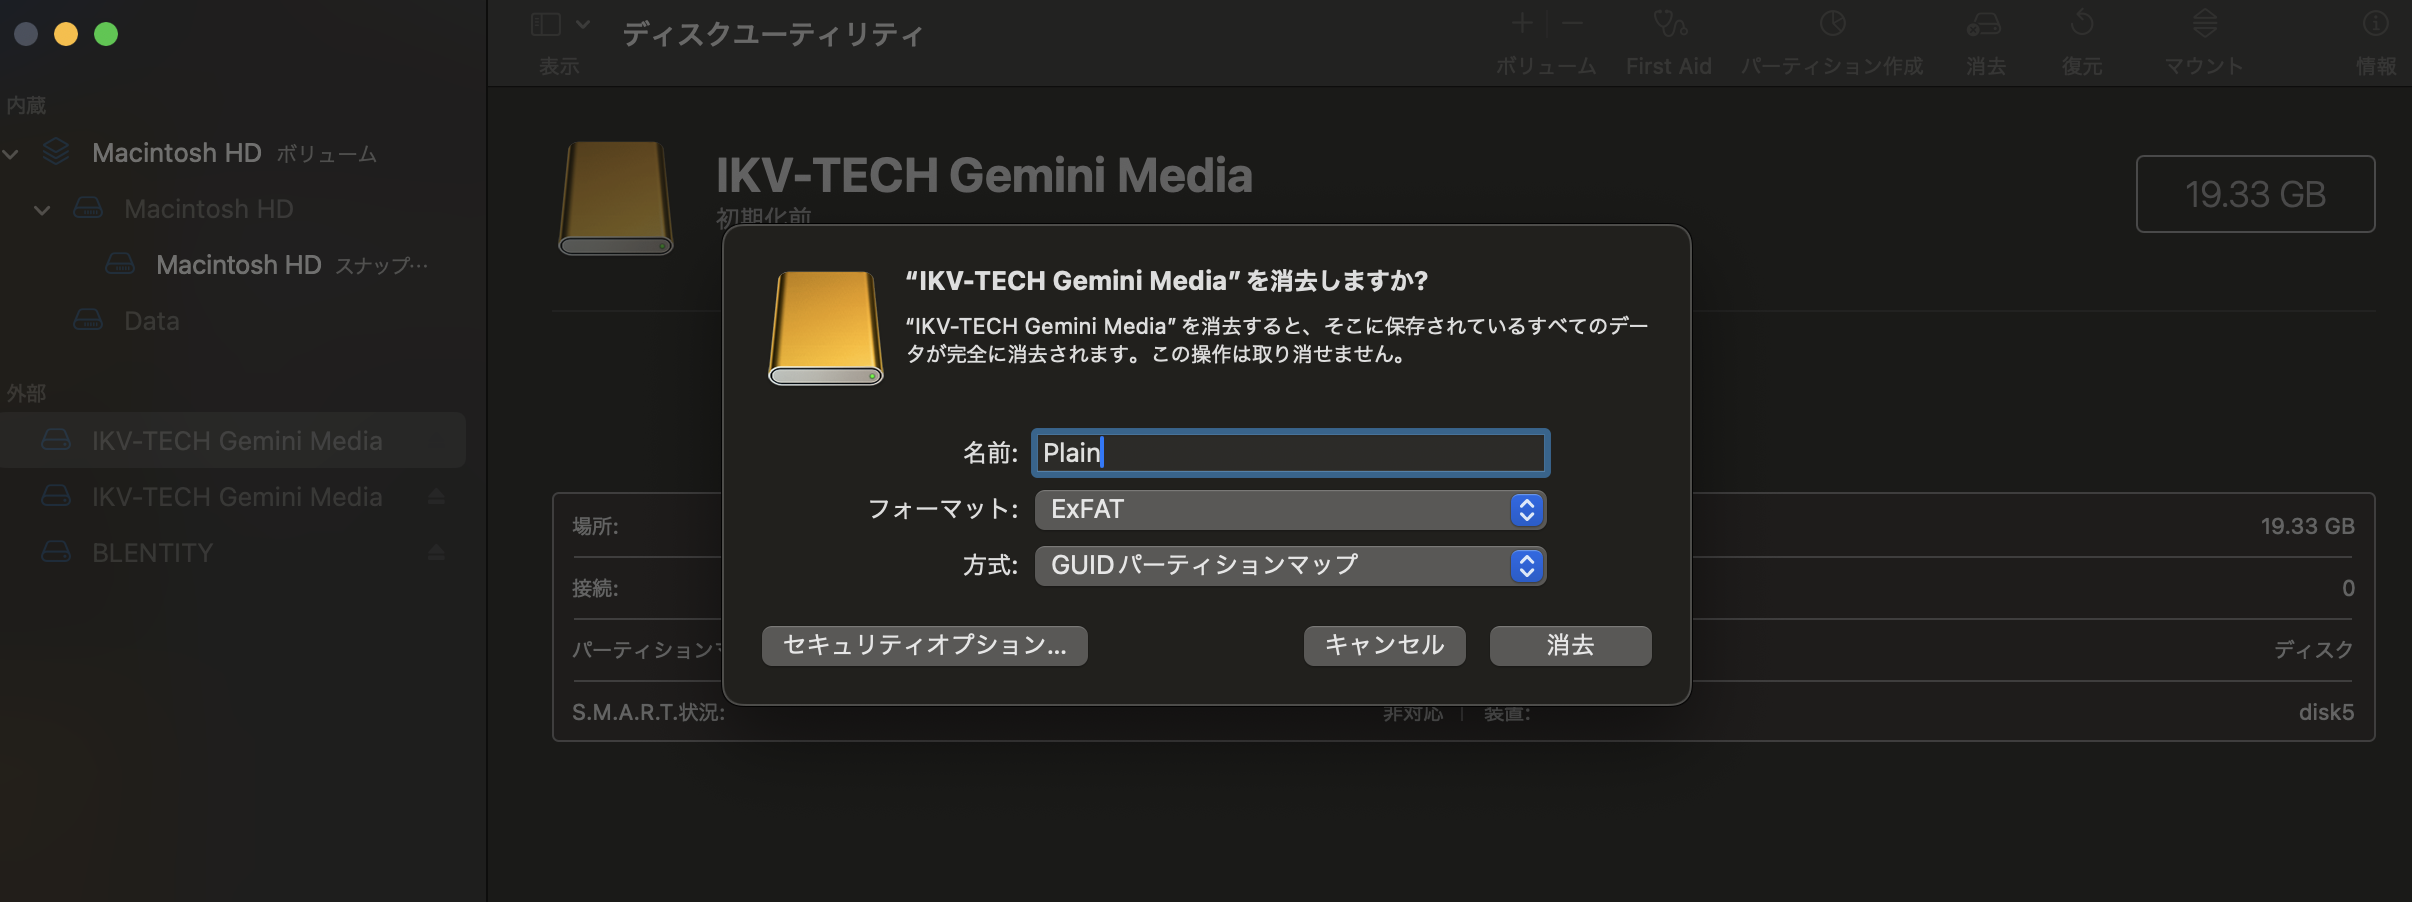 ディスクユーティリティ
表示
ボリューム
First Aid
パーティション作成
消去
復元
マウント
情報
内蔵
Macintosh HD ボリューム
Macintosh HD
Macintosh HD スナップ…
Data
外部
IKV-TECH Gemini Media
IKV-TECH Gemini Media
BLENTITY
IKV-TECH Gemini Media
初期化前
19.33 GB
“IKV-TECH Gemini Media” を消去しますか?
“IKV-TECH Gemini Media” を消去すると、そこに保存されているすべてのデー
タが完全に消去されます。この操作は取り消せません。
名前: Plain
フォーマット: ExFAT
方式: GUIDパーティションマップ
セキュリティオプション...
キャンセル
消去
場所:
19.33 GB
接続:
0
パーティションマ
ディスク
S.M.A.R.T.状況:
非対応
装置:
disk5